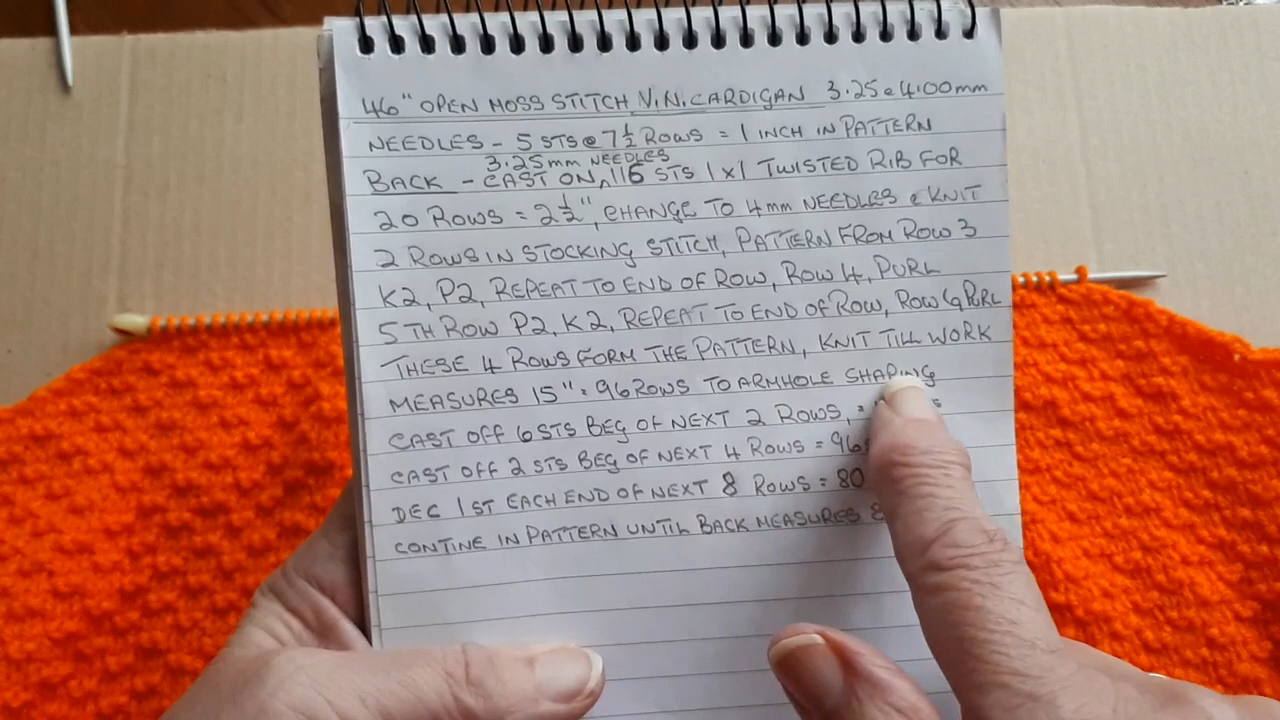 46" OPEN MOSS STITCH V.N. CARDIGAN 3.25 & 4.00mm
NEEDLES - 5 STS @ 7½ ROWS = 1 INCH IN PATTERN
3.25mm NEEDLES
BACK - CAST ON 116 STS 1x1 TWISTED RIB FOR
20 ROWS = 2½", CHANGE TO 4mm NEEDLES & KNIT
2 ROWS IN STOCKING STITCH, PATTERN FROM ROW 3
K2, P2, REPEAT TO END OF ROW, ROW 4, PURL
5TH ROW P2, K2, REPEAT TO END OF ROW, ROW 6 PURL
THESE 4 ROWS FORM THE PATTERN, KNIT TILL WORK
MEASURES 15" = 96 ROWS TO ARMHOLE SHAPING
CAST OFF 6 STS BEG OF NEXT 2 ROWS, =
CAST OFF 2 STS BEG OF NEXT 4 ROWS = 96
DEC 1ST EACH END OF NEXT 8 ROWS = 80
CONTINE IN PATTERN UNTIL BACK MEASURES